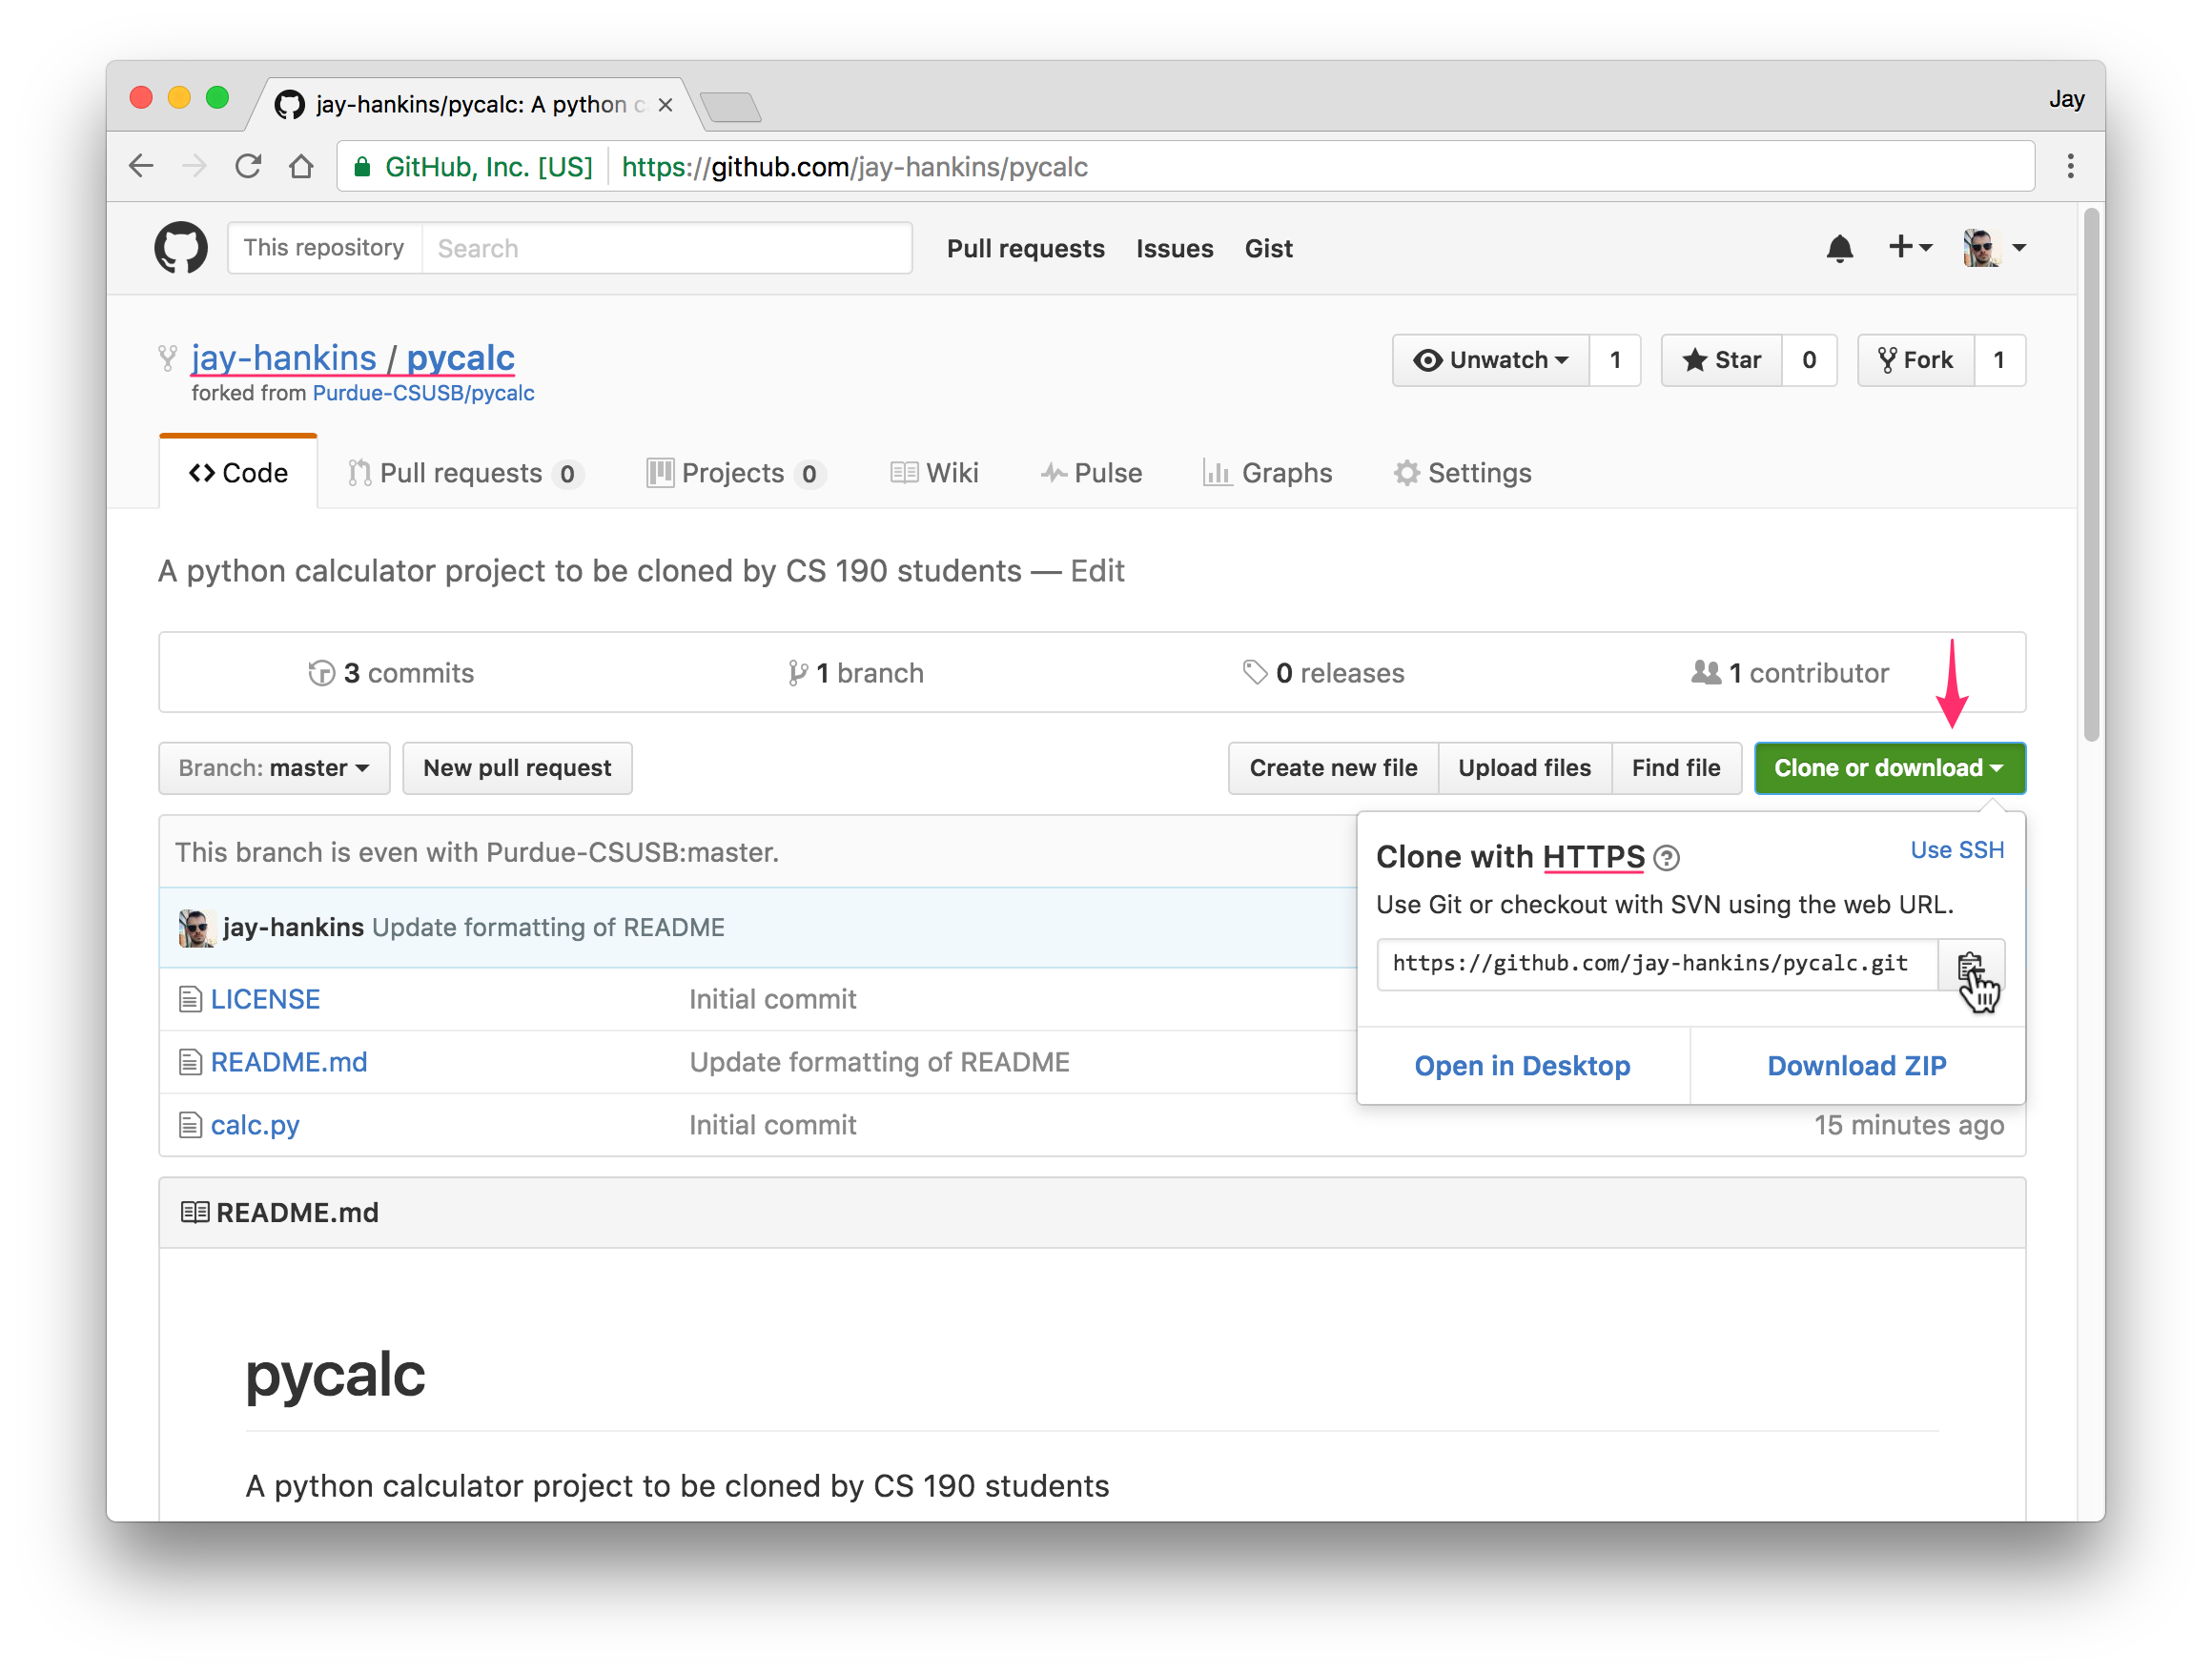 jay-hankins/pycalc: A python
Jay
GitHub, Inc. [US] https://github.com/jay-hankins/pycalc
This repository Search Pull requests Issues Gist
jay-hankins / pycalc Unwatch 1 Star 0 Fork 1
forked from Purdue-CSUSB/pycalc
Code Pull requests 0 Projects 0 Wiki Pulse Graphs Settings
A python calculator project to be cloned by CS 190 students — Edit
3 commits 1 branch 0 releases 1 contributor
Branch: master New pull request Create new file Upload files Find file Clone or download
This branch is even with Purdue-CSUSB:master.
Clone with HTTPS ? Use SSH
Use Git or checkout with SVN using the web URL.
https://github.com/jay-hankins/pycalc.git
Open in Desktop Download ZIP
jay-hankins Update formatting of README
LICENSE Initial commit
README.md Update formatting of README
calc.py Initial commit 15 minutes ago
README.md
pycalc
A python calculator project to be cloned by CS 190 students